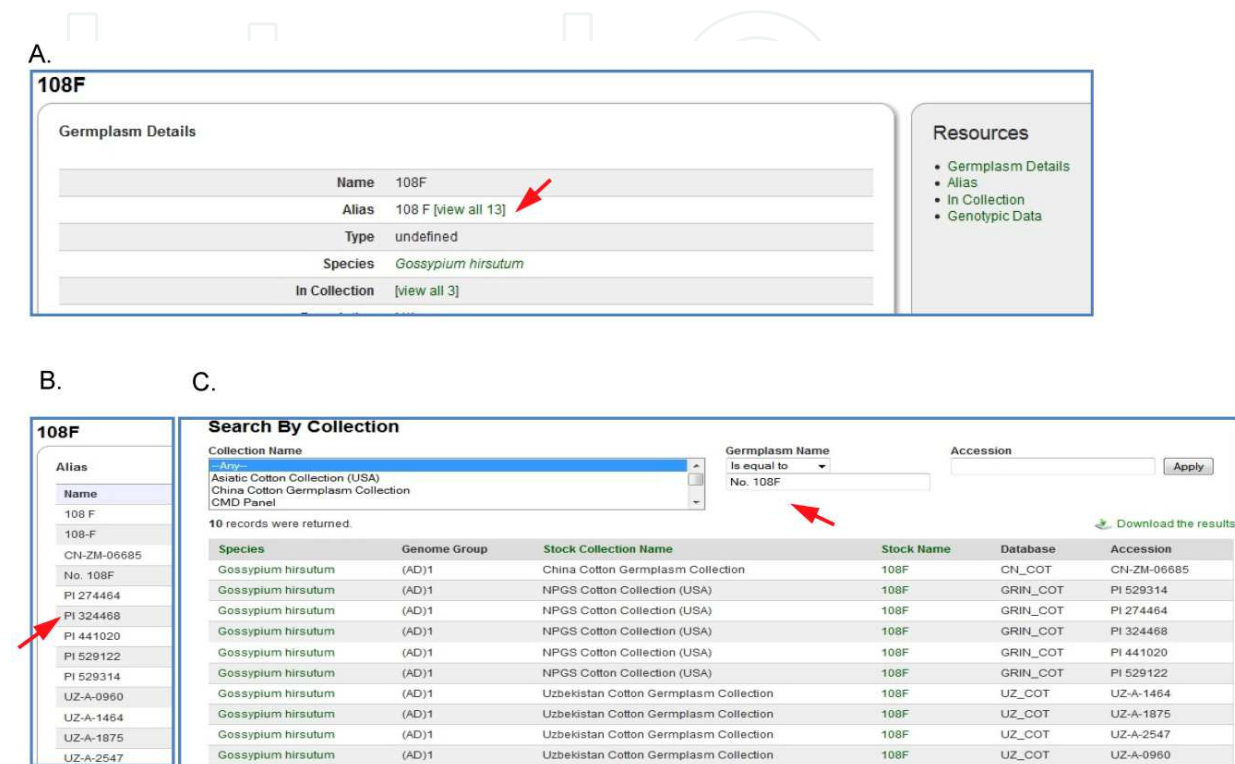 A.
108F
Germplasm Details
Name 108F
Alias 108 F [view all 13]
Type undefined
Species Gossypium hirsutum
In Collection [view all 3]
Resources
Germplasm Details
Alias
In Collection
Genotypic Data
B.
108F
Alias
Name
108 F
108-F
CN-ZM-06685
No. 108F
PI 274464
PI 324468
PI 441020
PI 529122
PI 529314
UZ-A-0960
UZ-A-1464
UZ-A-1875
UZ-A-2547
C.
Search By Collection
Collection Name Germplasm Name Accession
--Any-- Is equal to Apply
Asiatic Cotton Collection (USA) No. 108F
China Cotton Germplasm Collection
CMD Panel
10 records were returned. Download the results
Species Genome Group Stock Collection Name Stock Name Database Accession
Gossypium hirsutum (AD)1 China Cotton Germplasm Collection 108F CN_COT CN-ZM-06685
Gossypium hirsutum (AD)1 NPGS Cotton Collection (USA) 108F GRIN_COT PI 529314
Gossypium hirsutum (AD)1 NPGS Cotton Collection (USA) 108F GRIN_COT PI 274464
Gossypium hirsutum (AD)1 NPGS Cotton Collection (USA) 108F GRIN_COT PI 324468
Gossypium hirsutum (AD)1 NPGS Cotton Collection (USA) 108F GRIN_COT PI 441020
Gossypium hirsutum (AD)1 NPGS Cotton Collection (USA) 108F GRIN_COT PI 529122
Gossypium hirsutum (AD)1 Uzbekistan Cotton Germplasm Collection 108F UZ_COT UZ-A-1464
Gossypium hirsutum (AD)1 Uzbekistan Cotton Germplasm Collection 108F UZ_COT UZ-A-1875
Gossypium hirsutum (AD)1 Uzbekistan Cotton Germplasm Collection 108F UZ_COT UZ-A-2547
Gossypium hirsutum (AD)1 Uzbekistan Cotton Germplasm Collection 108F UZ_COT UZ-A-0960